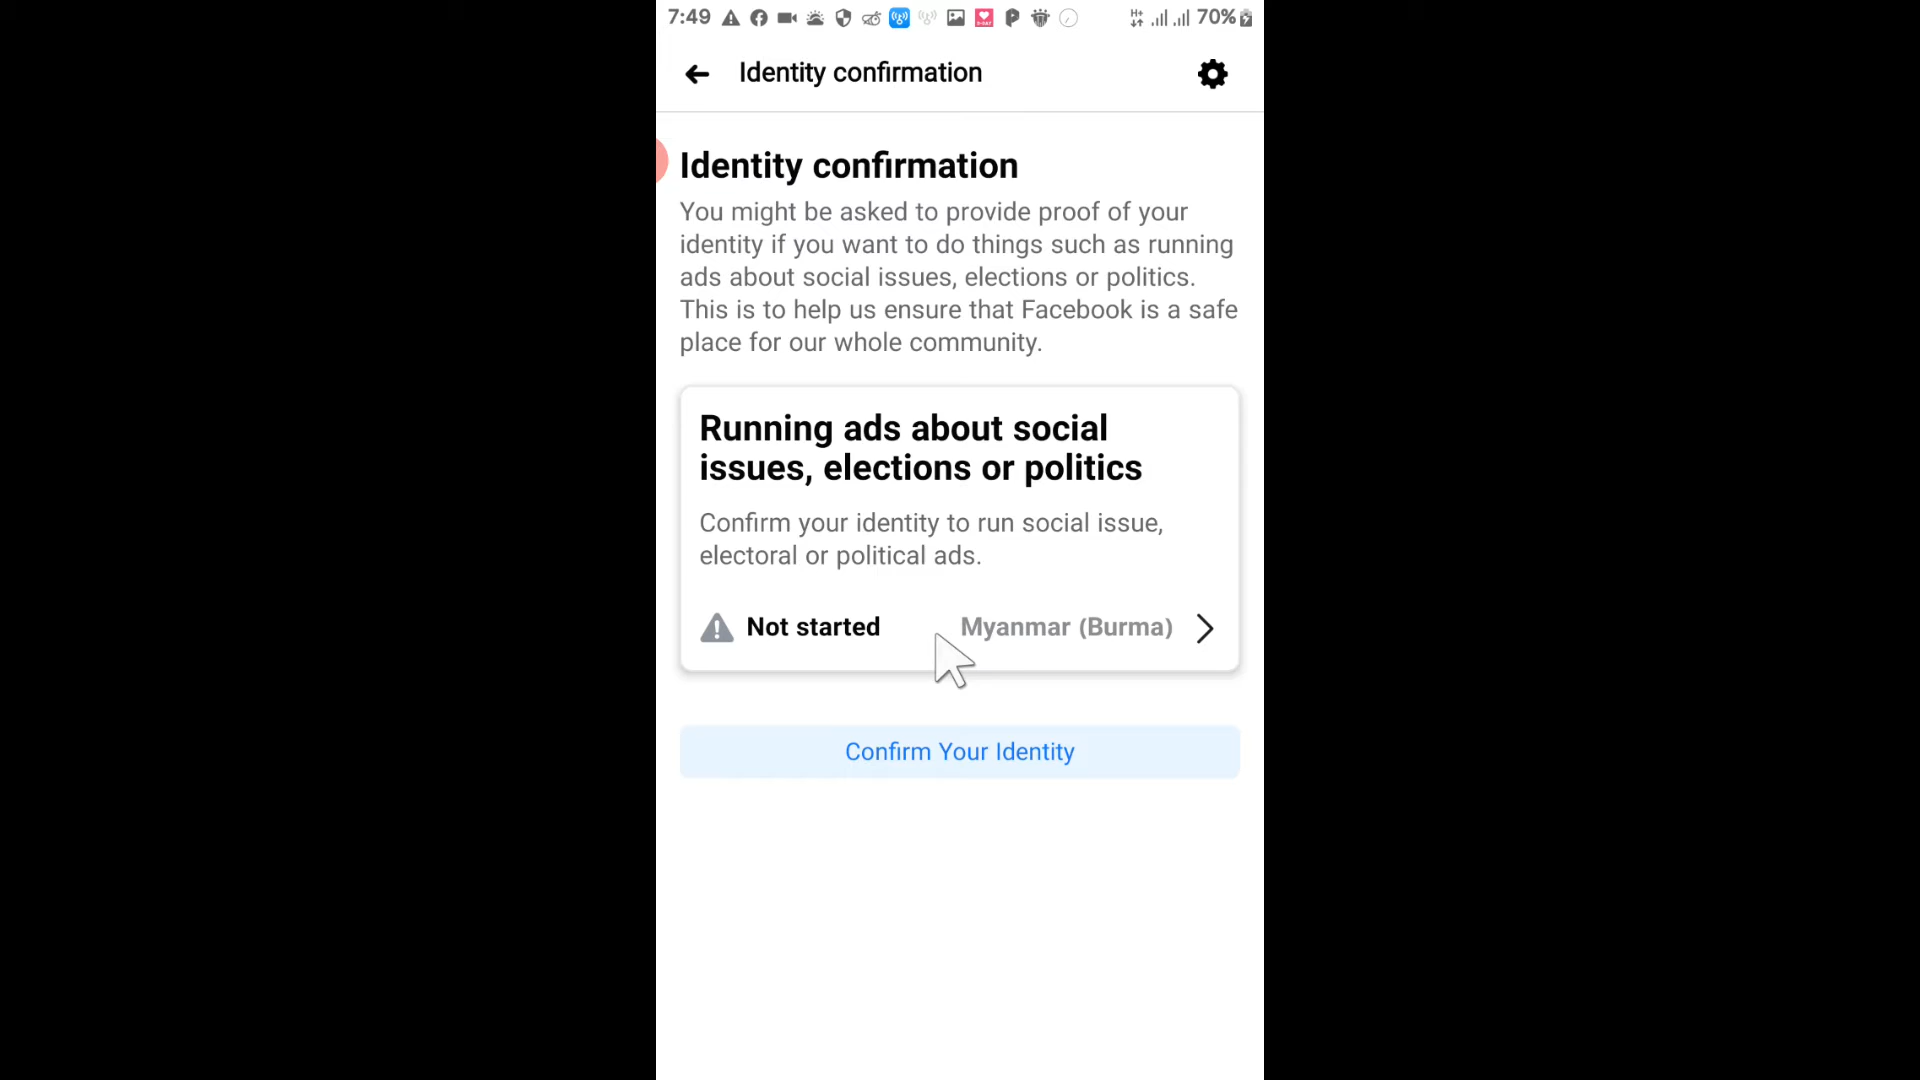 7:49 70%
Identity confirmation
Identity confirmation
You might be asked to provide proof of your
identity if you want to do things such as running
ads about social issues, elections or politics.
This is to help us ensure that Facebook is a safe
place for our whole community.
Running ads about social
issues, elections or politics
Confirm your identity to run social issue,
electoral or political ads.
Not started Myanmar (Burma)
Confirm Your Identity